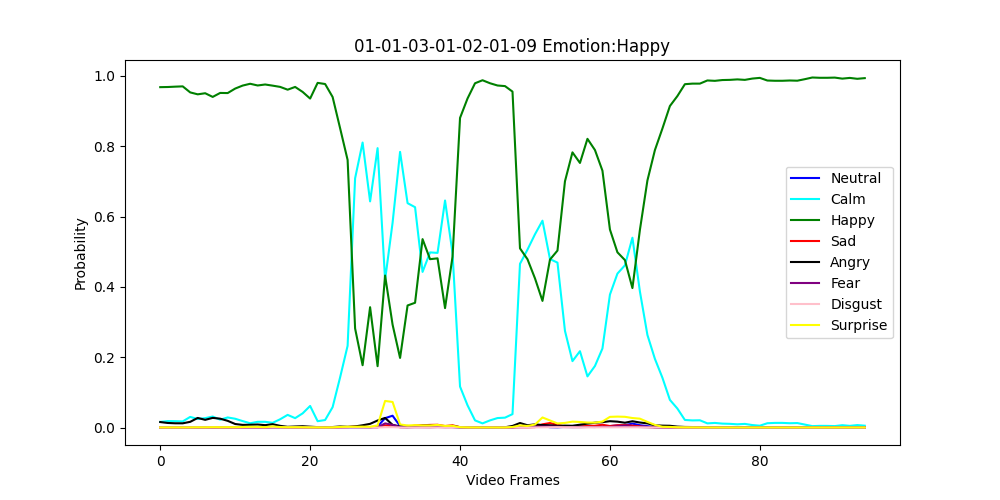 01-01-03-01-02-01-09 Emotion:Happy
1.0
0.8
0.6
0.4
0.2
0.0
Probability
0
20
40
60
80
Video Frames
Neutral
Calm
Happy
Sad
Angry
Fear
Disgust
Surprise